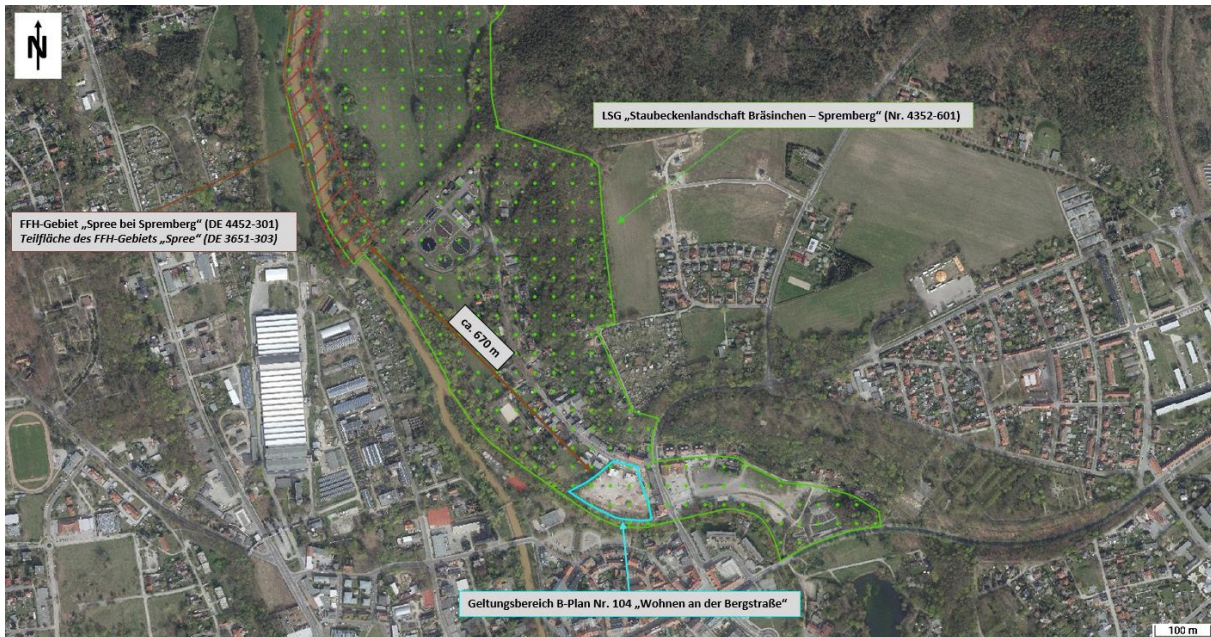 N
LSG „Staubeckenlandschaft Bräsinchen – Spremberg“ (Nr. 4352-601)
FFH-Gebiet „Spree bei Spremberg“ (DE 4452-301)
Teilfläche des FFH-Gebiets „Spree“ (DE 3651-303)
ca. 670 m
Geltungsbereich B-Plan Nr. 104 „Wohnen an der Bergstraße“
100 m